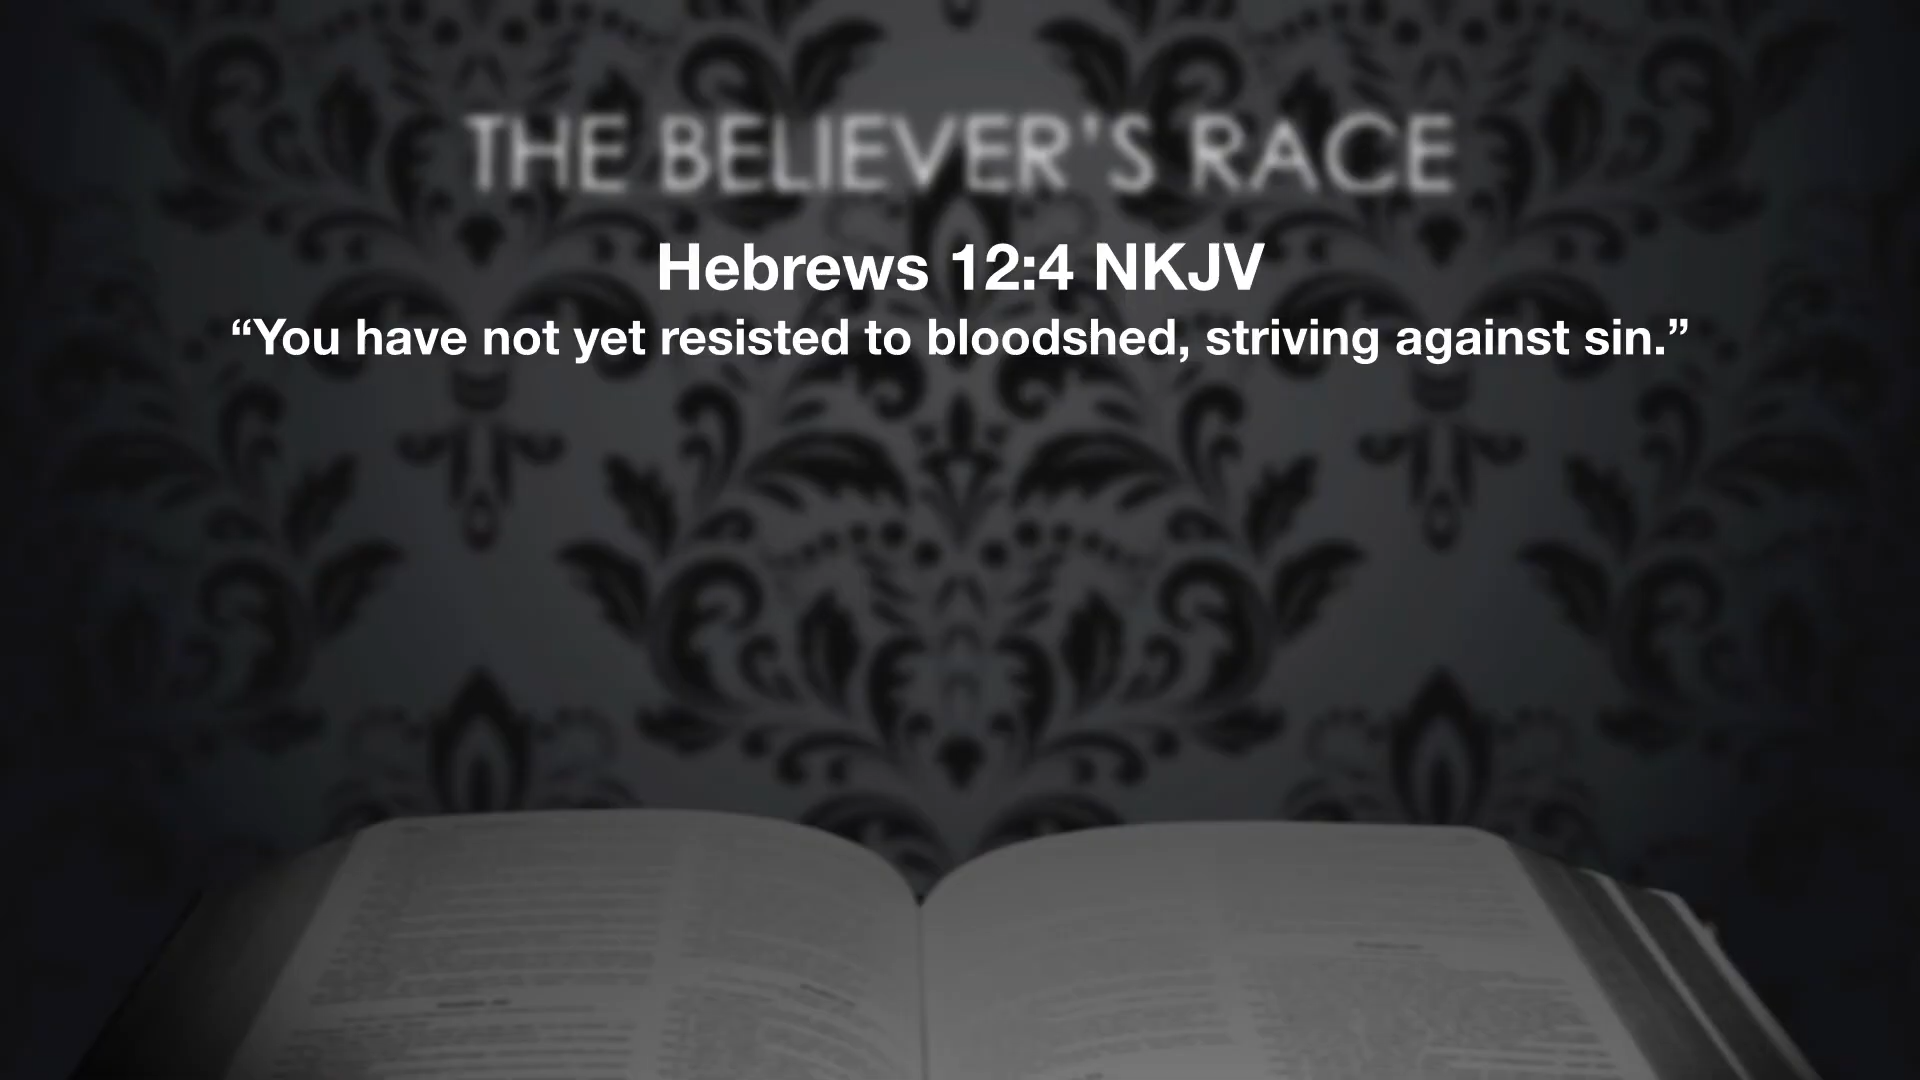 THE BELIEVER’S RACE
Hebrews 12:4 NKJV
“You have not yet resisted to bloodshed, striving against sin.”